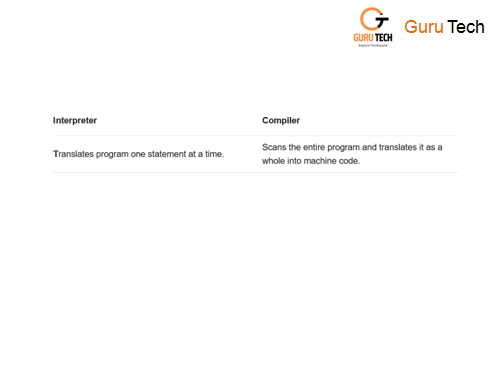 GURU TECH
Explore The Beyond
Guru Tech
Interpreter
Compiler
Translates program one statement at a time.
Scans the entire program and translates it as a
whole into machine code.